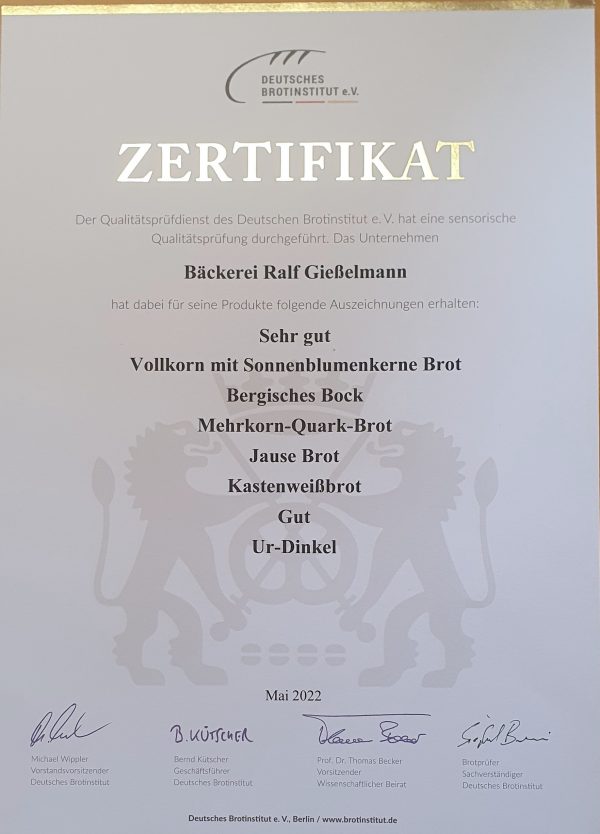 DEUTSCHES
BROTINSTITUT e.V.
ZERTIFIKAT
Der Qualitätsprüfdienst des Deutschen Brotinstitut e. V. hat eine sensorische
Qualitätsprüfung durchgeführt. Das Unternehmen
Bäckerei Ralf Gießelmann
hat dabei für seine Produkte folgende Auszeichnungen erhalten:
Sehr gut
Vollkorn mit Sonnenblumenkerne Brot
Bergisches Bock
Mehrkorn-Quark-Brot
Jause Brot
Kastenweißbrot
Gut
Ur-Dinkel
Mai 2022
B. KÜTSCHER
Michael Wippler
Vorstandsvorsitzender
Deutsches Brotinstitut
Bernd Kütscher
Geschäftsführer
Deutsches Brotinstitut
Prof. Dr. Thomas Becker
Vorsitzender
Wissenschaftlicher Beirat
Brotprüfer
Sachverständiger
Deutsches Brotinstitut
Deutsches Brotinstitut e. V., Berlin / www.brotinstitut.de